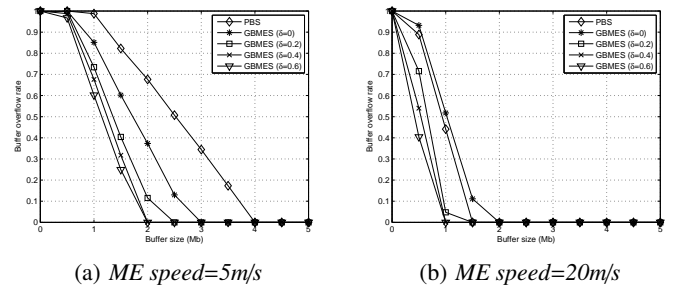 1
0.9
0.8
0.7
0.6
0.5
0.4
0.3
0.2
0.1
0
Buffer overflow rate
0 1 2 3 4 5
Buffer size (Mb)
PBS
GBMES (δ=0)
GBMES (δ=0.2)
GBMES (δ=0.4)
GBMES (δ=0.6)
(a) ME speed=5m/s
1
0.9
0.8
0.7
0.6
0.5
0.4
0.3
0.2
0.1
0
Buffer overflow rate
0 1 2 3 4 5
Buffer size (Mb)
PBS
GBMES (δ=0)
GBMES (δ=0.2)
GBMES (δ=0.4)
GBMES (δ=0.6)
(b) ME speed=20m/s